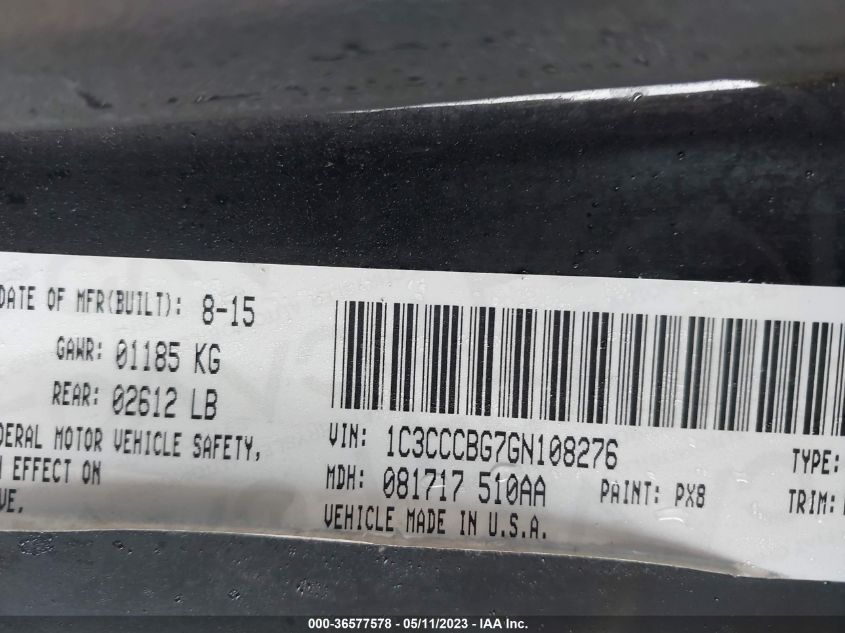 DATE OF MFR(BUILT): 8-15
GAWR: 01185 KG
REAR: 02612 LB
DERAL MOTOR VEHICLE SAFETY,
EFFECT ON
VE.
VIN: 1C3CCCBG7GN108276
TYPE:
MDH: 081717 510AA PAINT: PX8 TRIM:
VEHICLE MADE IN U.S.A.
000-36577578 - 05/11/2023 - © IAA Inc.